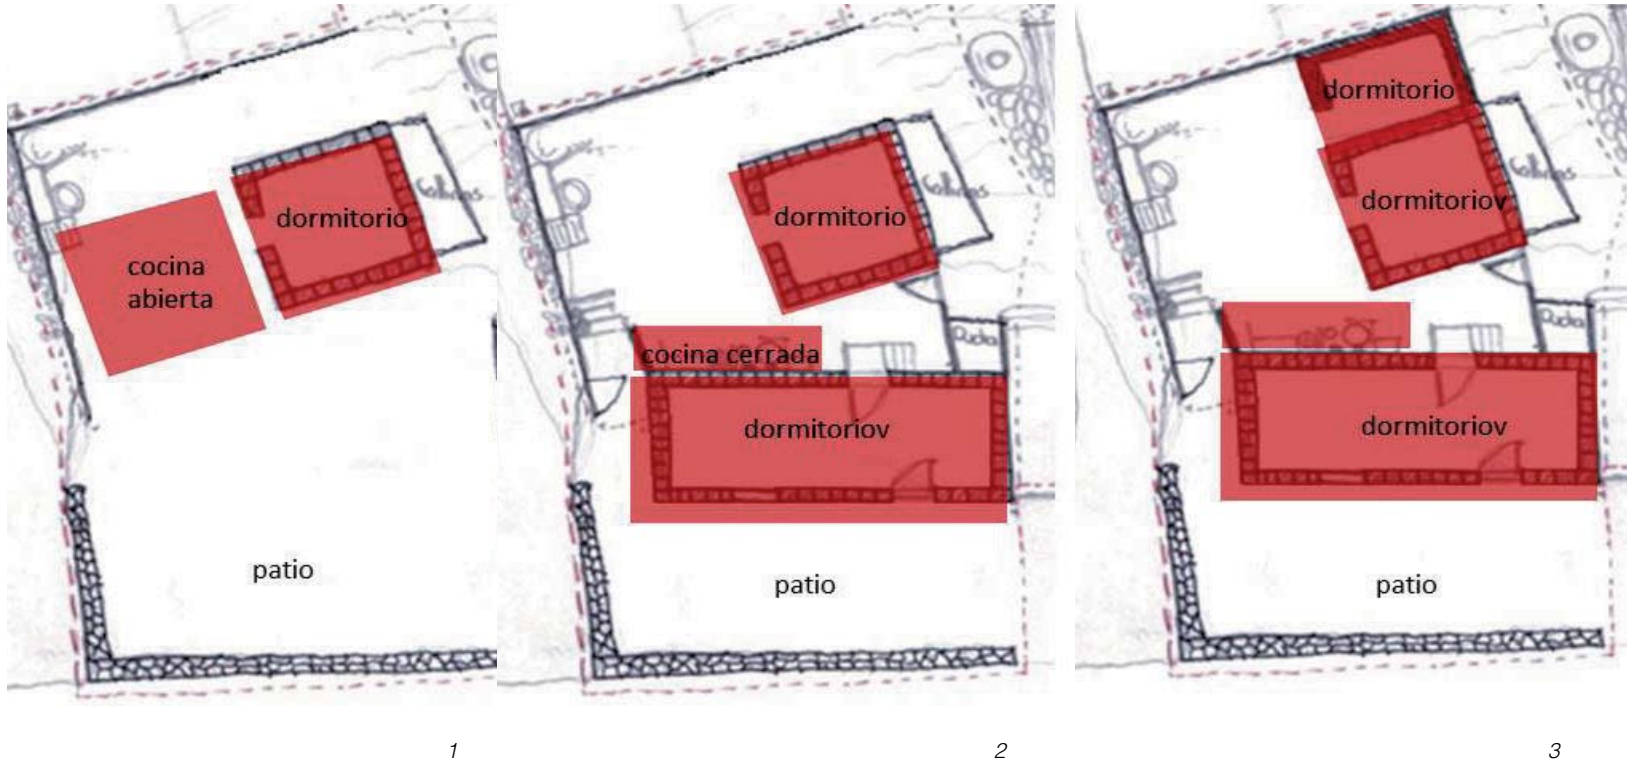 dormitorio
cocina
abierta
patio
1
dormitorio
cocina cerrada
dormitoriov
patio
2
dormitorio
dormitoriov
dormitoriov
patio
3